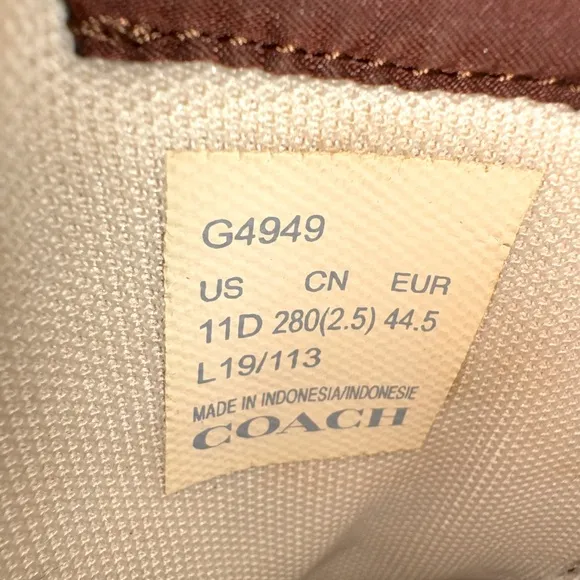 G4949
US CN EUR
11D 280(2.5) 44.5
L19/113
MADE IN INDONESIA/INDONESIE
COACH